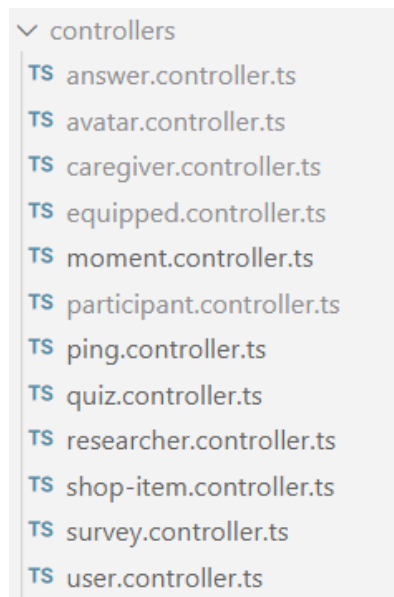 controllers
TS answer.controller.ts
TS avatar.controller.ts
TS caregiver.controller.ts
TS equipped.controller.ts
TS moment.controller.ts
TS participant.controller.ts
TS ping.controller.ts
TS quiz.controller.ts
TS researcher.controller.ts
TS shop-item.controller.ts
TS survey.controller.ts
TS user.controller.ts